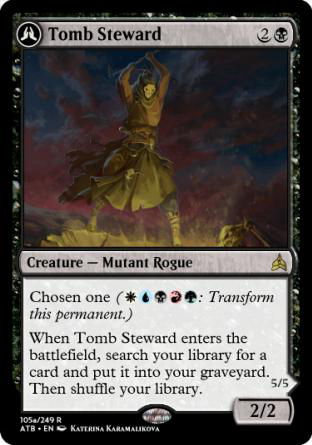 Tomb Steward 2
Creature — Mutant Rogue
Chosen one ( : Transform
this permanent.)
When Tomb Steward enters the
battlefield, search your library for a
card and put it into your graveyard.
Then shuffle your library.
5/5
2/2
105a/249 R
ATB • EN Katerina Karamalikova